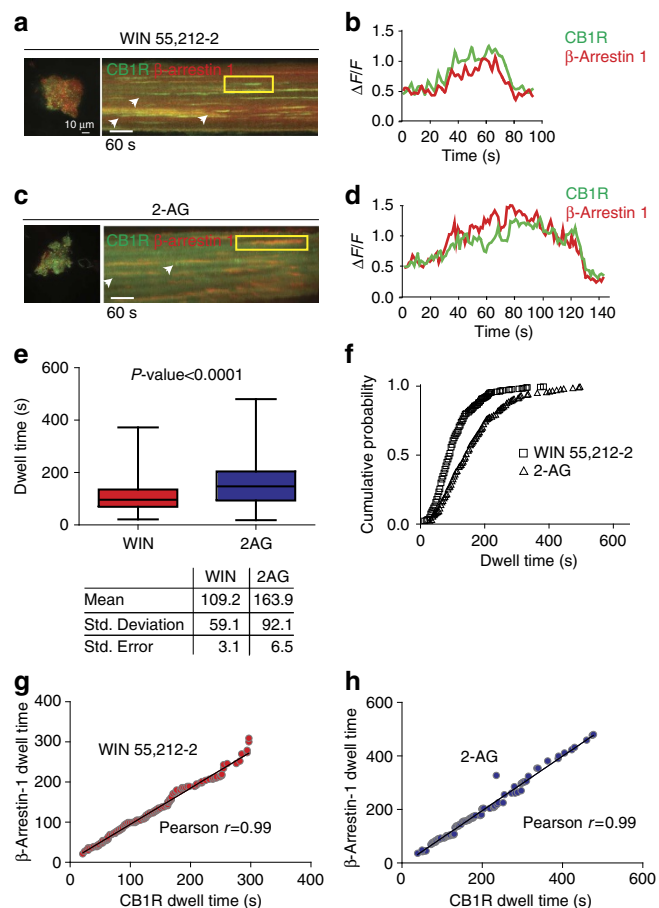 a
WIN 55,212-2
CB1R β-arrestin 1
10 µm
60 s
b
CB1R
β-Arrestin 1
ΔF/F
1.5
1.0
0.5
0.0
0 20 40 60 80 100
Time (s)
c
2-AG
CB1R β-arrestin 1
60 s
d
CB1R
β-Arrestin 1
ΔF/F
1.5
1.0
0.5
0.0
0 20 40 60 80 100 120 140
Time (s)
e
P-value<0.0001
Dwell time (s)
600
400
200
0
WIN 2AG
WIN 2AG
Mean 109.2 163.9
Std. Deviation 59.1 92.1
Std. Error 3.1 6.5
f
Cumulative probability
1.0
0.5
0.0
WIN 55,212-2
2-AG
0 200 400 600
Dwell time (s)
g
β-Arrestin-1 dwell time
400
300
200
100
0
WIN 55,212-2
Pearson r=0.99
0 100 200 300 400
CB1R dwell time (s)
h
β-Arrestin-1 dwell time
600
400
200
0
2-AG
Pearson r=0.99
0 200 400 600
CB1R dwell time (s)